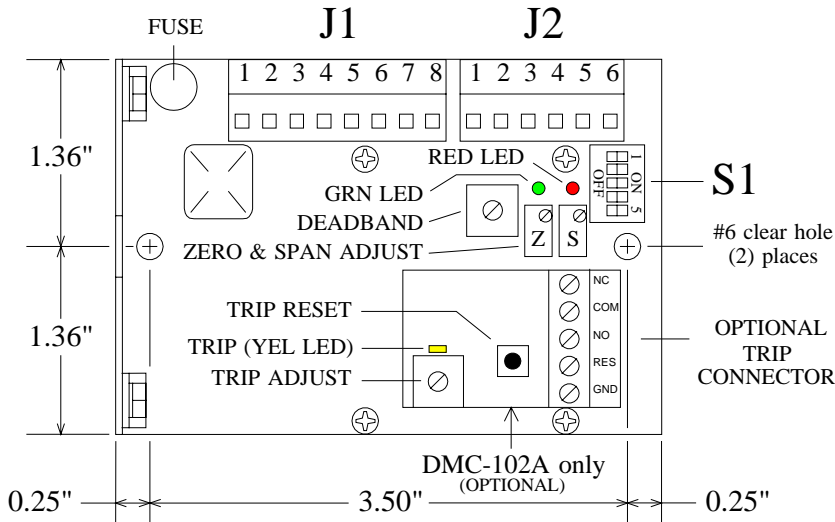 FUSE
J1
J2
1 2 3 4 5 6 7 8
1 2 3 4 5 6
1.36"
RED LED
1 ON 5
OFF
S1
GRN LED
DEADBAND
ZERO & SPAN ADJUST
Z
S
#6 clear hole
(2) places
NC
COM
NO
RES
GND
TRIP RESET
TRIP (YEL LED)
TRIP ADJUST
1.36"
OPTIONAL
TRIP
CONNECTOR
DMC-102A only
(OPTIONAL)
0.25"
3.50"
0.25"